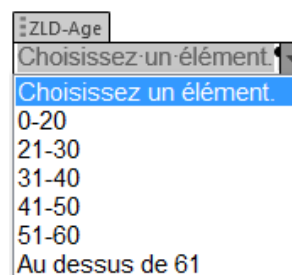 ZLD-Age
Choisissez·un·élément.
Choisissez un élément.
0-20
21-30
31-40
41-50
51-60
Au dessus de 61